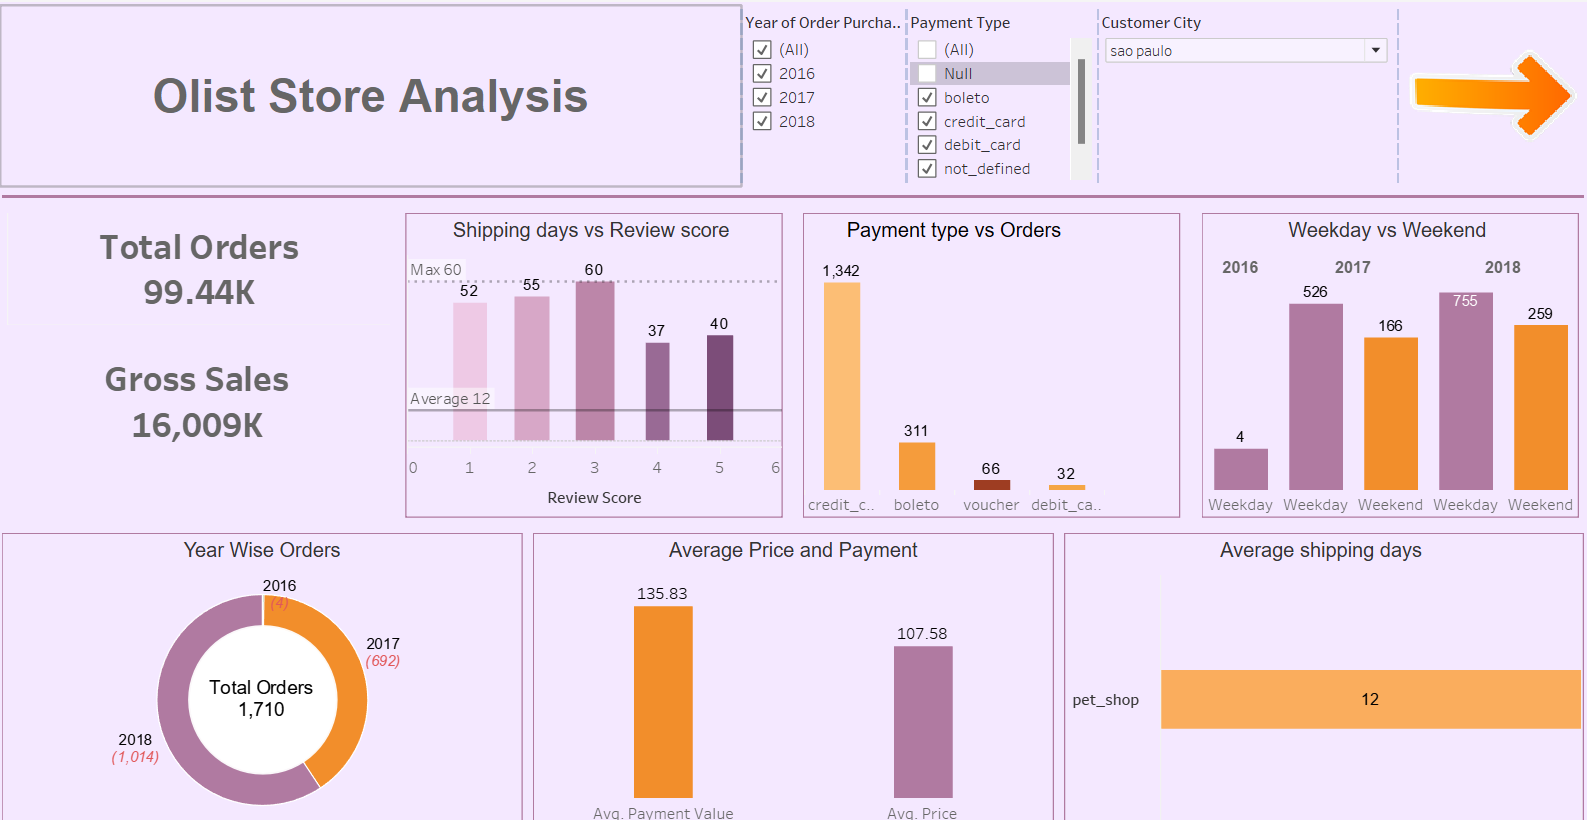 Olist Store Analysis
Year of Order Purcha..
(All)
2016
2017
2018
Payment Type
(All)
Null
boleto
credit_card
debit_card
not_defined
Customer City
sao paulo
Total Orders
99.44K
Gross Sales
16,009K
Shipping days vs Review score
Max 60
52
55
60
37
40
Average 12
0 1 2 3 4 5 6
Review Score
Payment type vs Orders
1,342
311
66
32
credit_c.. boleto voucher debit_ca..
Weekday vs Weekend
2016 2017 2018
4
526
166
755
259
Weekday Weekday Weekend Weekday Weekend
Year Wise Orders
2016
(4)
2017
(692)
Total Orders
1,710
2018
(1,014)
Average Price and Payment
135.83
107.58
Avg. Payment Value Avg. Price
Average shipping days
pet_shop
12